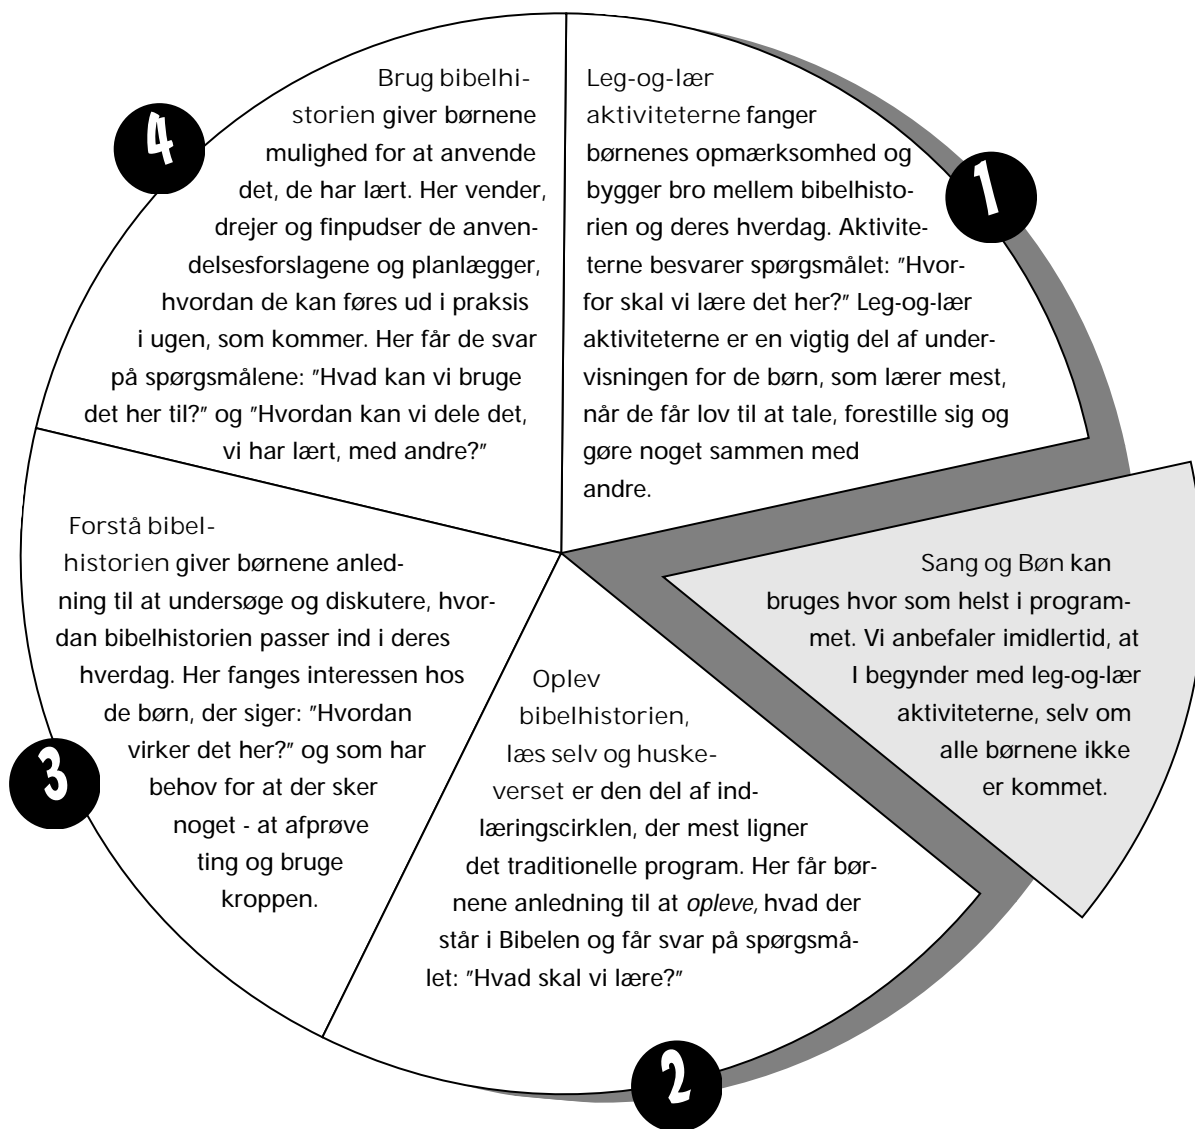 1
Leg-og-lær
aktiviteterne fanger
børnenes opmærksomhed og
bygger bro mellem bibelhisto-
rien og deres hverdag. Aktivite-
terne besvarer spørgsmålet: "Hvor-
for skal vi lære det her?" Leg-og-lær
aktiviteterne er en vigtig del af under-
visningen for de børn, som lærer mest,
når de får lov til at tale, forestille sig og
gøre noget sammen med
andre.
Sang og Bøn kan
bruges hvor som helst i program-
met. Vi anbefaler imidlertid, at
I begynder med leg-og-lær
aktiviteterne, selv om
alle børnene ikke
er kommet.
2
Oplev
bibelhistorien,
læs selv og huske-
verset er den del af ind-
læringscirklen, der mest ligner
det traditionelle program. Her får bør-
nene anledning til at opleve, hvad der
står i Bibelen og får svar på spørgsmå-
let: "Hvad skal vi lære?"
3
Forstå bibel-
historien giver børnene anled-
ning til at undersøge og diskutere, hvor-
dan bibelhistorien passer ind i deres
hverdag. Her fanges interessen hos
de børn, der siger: "Hvordan
virker det her?" og som har
behov for at der sker
noget - at afprøve
ting og bruge
kroppen.
4
Brug bibelhi-
storien giver børnene
mulighed for at anvende
det, de har lært. Her vender,
drejer og finpudser de anven-
delsesforslagene og planlægger,
hvordan de kan føres ud i praksis
i ugen, som kommer. Her får de svar
på spørgsmålene: "Hvad kan vi bruge
det her til?" og "Hvordan kan vi dele det,
vi har lært, med andre?"